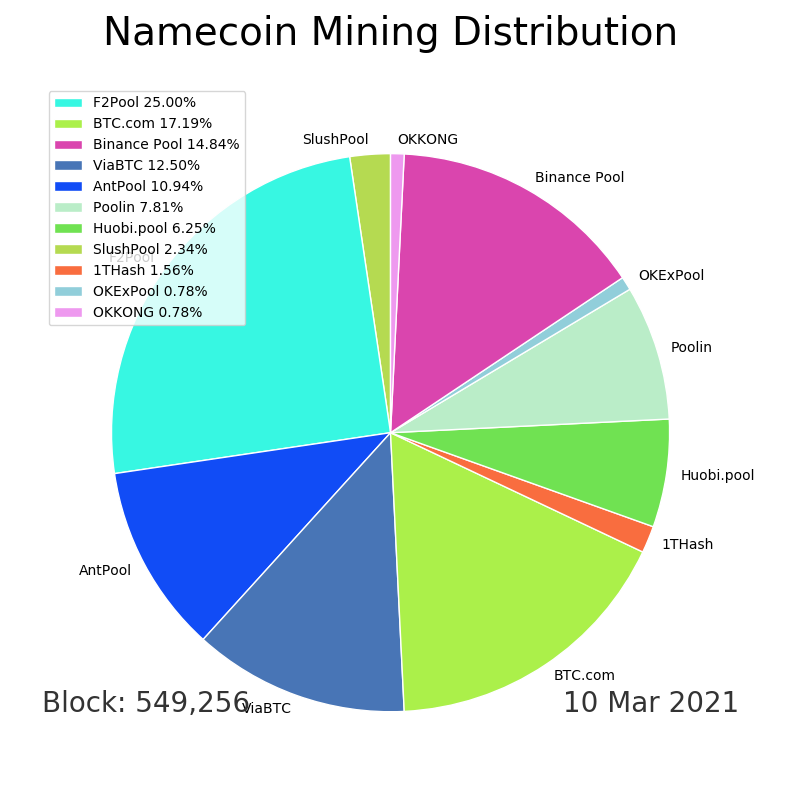 Namecoin Mining Distribution
F2Pool 25.00%
BTC.com 17.19%
Binance Pool 14.84%
ViaBTC 12.50%
AntPool 10.94%
Poolin 7.81%
Huobi.pool 6.25%
SlushPool 2.34%
1THash 1.56%
OKExPool 0.78%
OKKONG 0.78%
SlushPool
OKKONG
Binance Pool
F2Pool
OKExPool
Poolin
Huobi.pool
1THash
AntPool
BTC.com
ViaBTC
Block: 549,256
10 Mar 2021